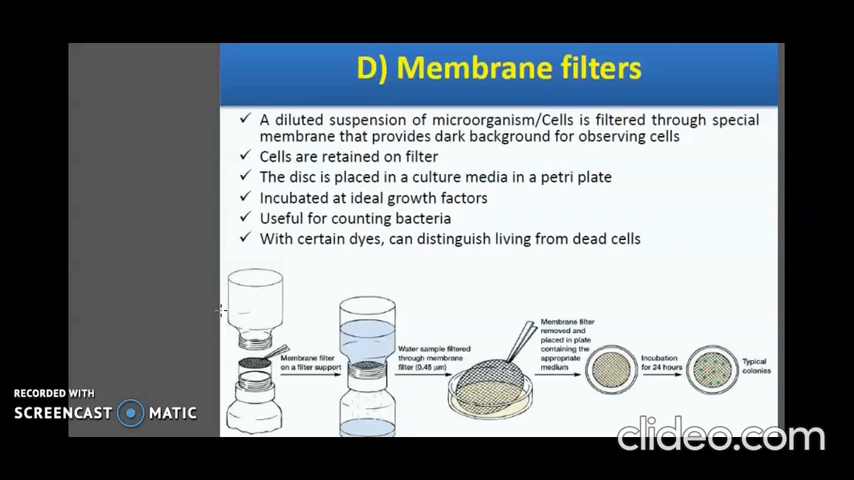 D) Membrane filters
✓ A diluted suspension of microorganism/Cells is filtered through special
membrane that provides dark background for observing cells
✓ Cells are retained on filter
✓ The disc is placed in a culture media in a petri plate
✓ Incubated at ideal growth factors
✓ Useful for counting bacteria
✓ With certain dyes, can distinguish living from dead cells
Membrane filter
on a filter support
Water sample filtered
through membrane
filter (0.45 µm)
Membrane filter
removed and
placed in plate
containing the
appropriate
medium
Incubation
for 24 hours
Typical
colonies
RECORDED WITH
SCREENCAST MATIC
clideo.com